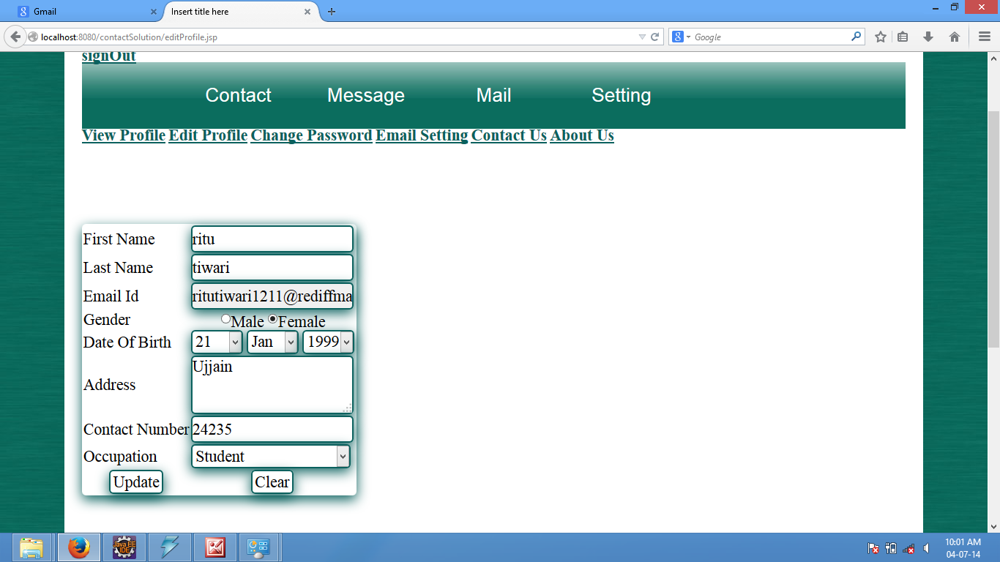 Gmail
Insert title here
localhost:8080/contactSolution/editProfile.jsp
Google
signOut
Contact Message Mail Setting
View Profile Edit Profile Change Password Email Setting Contact Us About Us
First Name ritu
Last Name tiwari
Email Id ritutiwari1211@rediffma
Gender Male Female
Date Of Birth 21 Jan 1999
Address Ujjain
Contact Number 24235
Occupation Student
Update Clear
Java EE
IDE
10:01 AM
04-07-14